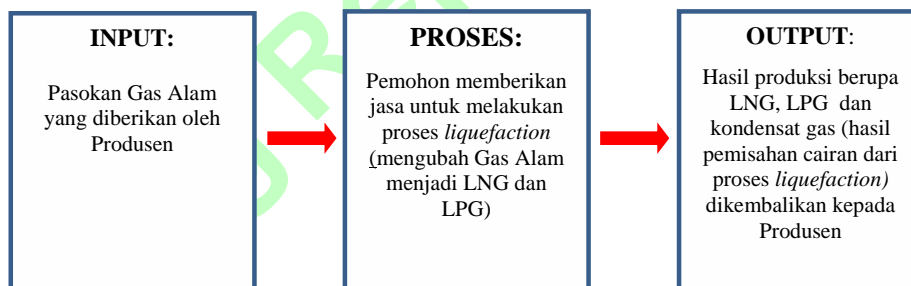 INPUT:
Pasokan Gas Alam
yang diberikan oleh
Produsen
PROSES:
Pemohon memberikan
jasa untuk melakukan
proses liquefaction
(mengubah Gas Alam
menjadi LNG dan
LPG)
OUTPUT:
Hasil produksi berupa
LNG, LPG dan
kondensat gas (hasil
pemisahan cairan dari
proses liquefaction)
dikembalikan kepada
Produsen